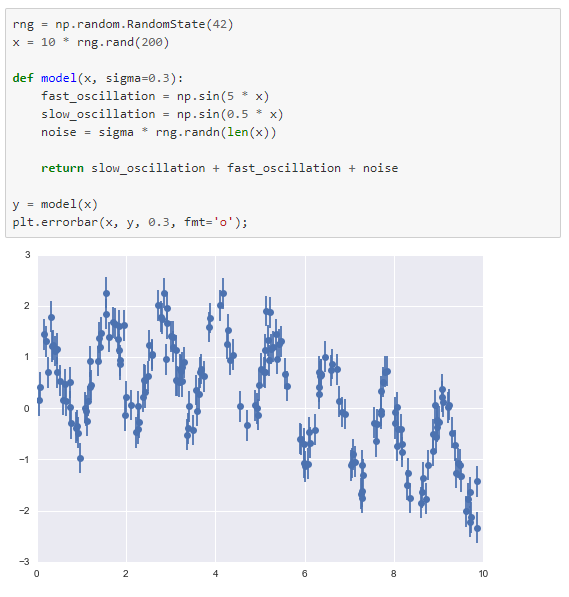 rng = np.random.RandomState(42)
x = 10 * rng.rand(200)
def model(x, sigma=0.3):
    fast_oscillation = np.sin(5 * x)
    slow_oscillation = np.sin(0.5 * x)
    noise = sigma * rng.randn(len(x))
    return slow_oscillation + fast_oscillation + noise
y = model(x)
plt.errorbar(x, y, 0.3, fmt='o');
3
2
1
0
−1
−2
−3
0 2 4 6 8 10